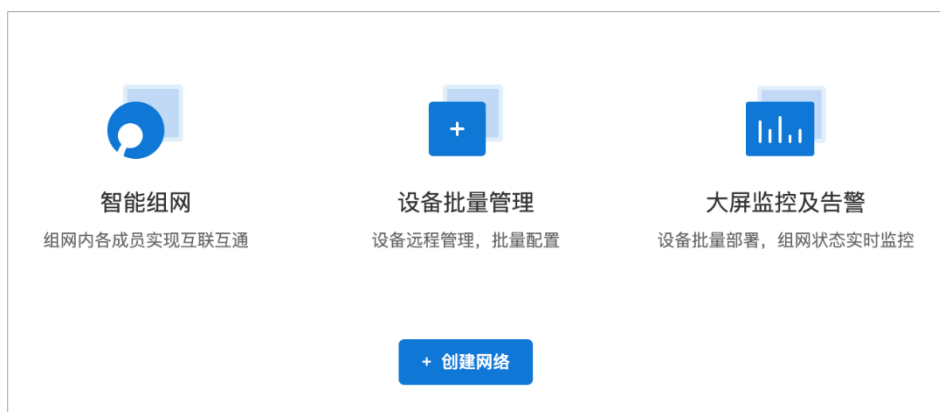 智能组网
设备批量管理
大屏监控及告警
组网内各成员实现互联互通
设备远程管理，批量配置
设备批量部署，组网状态实时监控
+ 创建网络